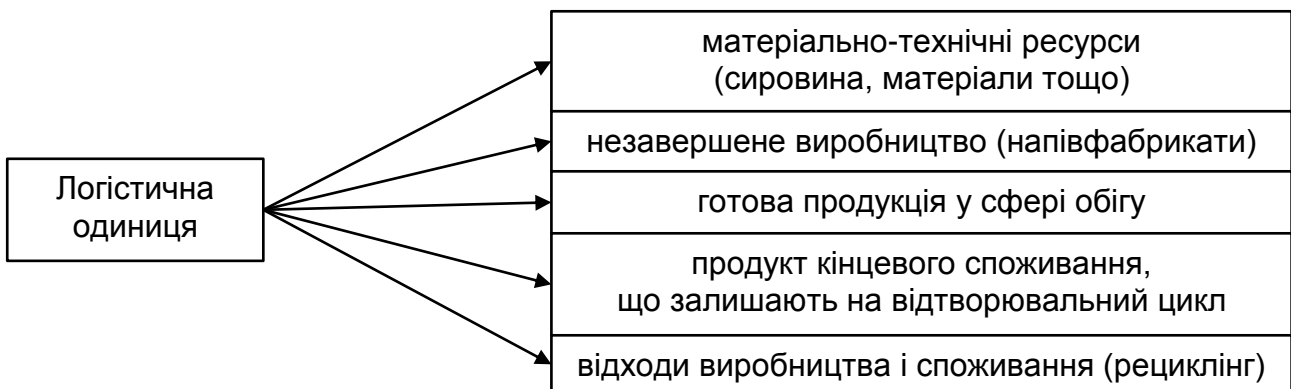 Логістична
одиниця
матеріально-технічні ресурси
(сировина, матеріали тощо)
незавершене виробництво (напівфабрикати)
готова продукція у сфері обігу
продукт кінцевого споживання,
що залишають на відтворювальний цикл
відходи виробництва і споживання (рециклінг)